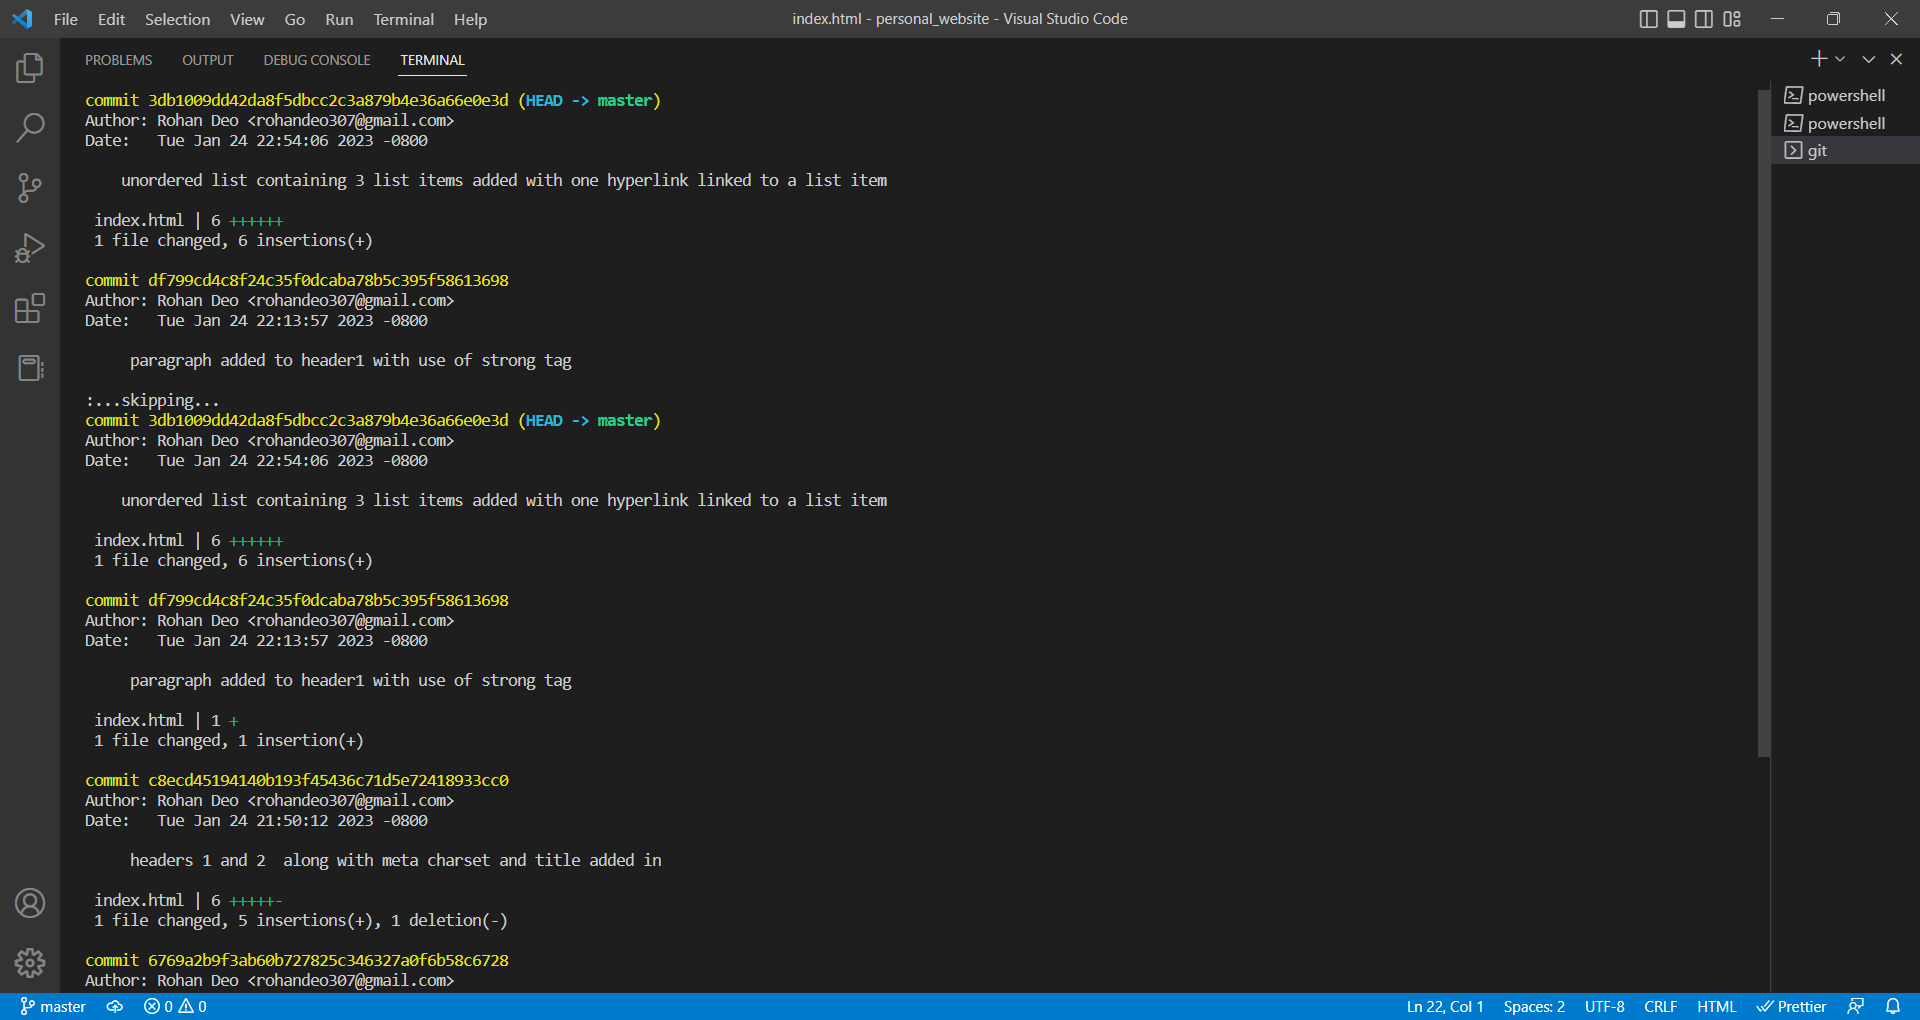 File Edit Selection View Go Run Terminal Help
index.html - personal_website - Visual Studio Code
PROBLEMS OUTPUT DEBUG CONSOLE TERMINAL
commit 3db1009dd42da8f5dbcc2c3a879b4e36a66e0e3d (HEAD -> master)
Author: Rohan Deo <rohandeo307@gmail.com>
Date:   Tue Jan 24 22:54:06 2023 -0800
unordered list containing 3 list items added with one hyperlink linked to a list item
index.html | 6 ++++++
1 file changed, 6 insertions(+)
commit df799cd4c8f24c35f0dcaba78b5c395f58613698
Author: Rohan Deo <rohandeo307@gmail.com>
Date:   Tue Jan 24 22:13:57 2023 -0800
paragraph added to header1 with use of strong tag
:...skipping...
commit 3db1009dd42da8f5dbcc2c3a879b4e36a66e0e3d (HEAD -> master)
Author: Rohan Deo <rohandeo307@gmail.com>
Date:   Tue Jan 24 22:54:06 2023 -0800
unordered list containing 3 list items added with one hyperlink linked to a list item
index.html | 6 ++++++
1 file changed, 6 insertions(+)
commit df799cd4c8f24c35f0dcaba78b5c395f58613698
Author: Rohan Deo <rohandeo307@gmail.com>
Date:   Tue Jan 24 22:13:57 2023 -0800
paragraph added to header1 with use of strong tag
index.html | 1 +
1 file changed, 1 insertion(+)
commit c8ecd45194140b193f45436c71d5e72418933cc0
Author: Rohan Deo <rohandeo307@gmail.com>
Date:   Tue Jan 24 21:50:12 2023 -0800
headers 1 and 2  along with meta charset and title added in
index.html | 6 +++++-
1 file changed, 5 insertions(+), 1 deletion(-)
commit 6769a2b9f3ab60b727825c346327a0f6b58c6728
Author: Rohan Deo <rohandeo307@gmail.com>
powershell
powershell
git
master 0 0
Ln 22, Col 1 Spaces: 2 UTF-8 CRLF HTML Prettier